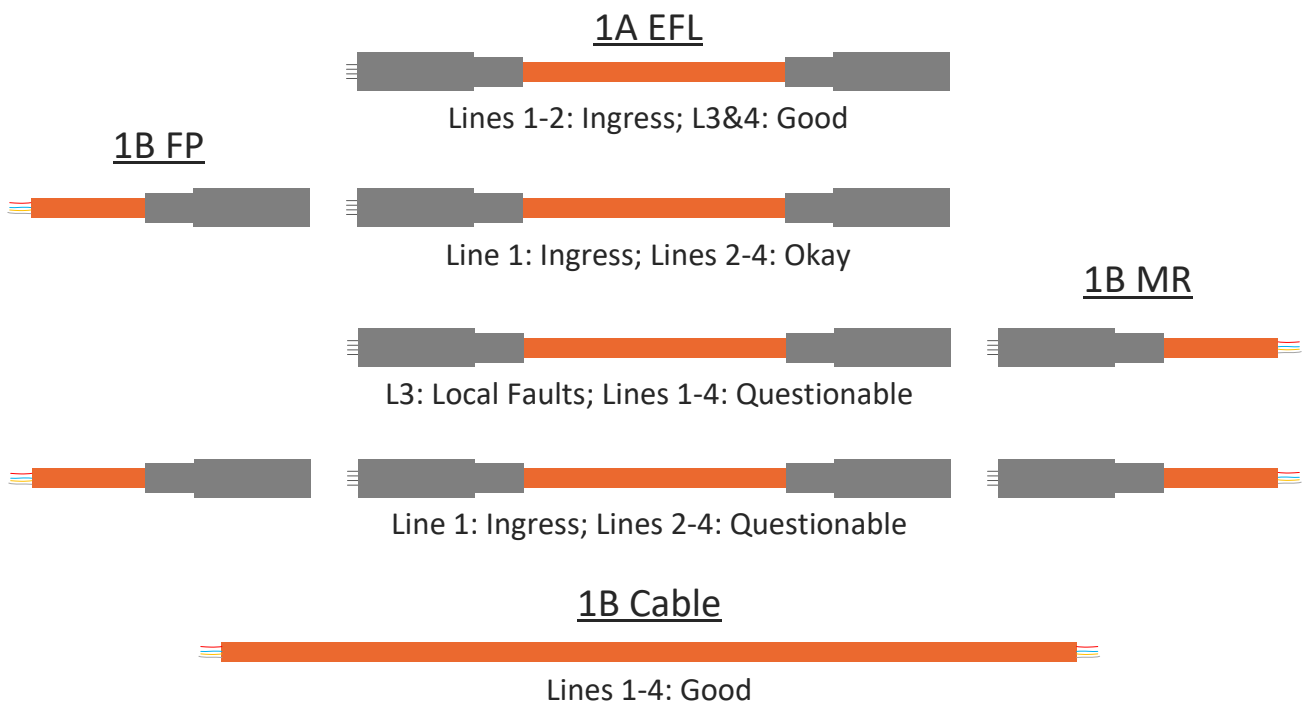 1A EFL
Lines 1-2: Ingress; L3&4: Good
1B FP
Line 1: Ingress; Lines 2-4: Okay
1B MR
L3: Local Faults; Lines 1-4: Questionable
Line 1: Ingress; Lines 2-4: Questionable
1B Cable
Lines 1-4: Good